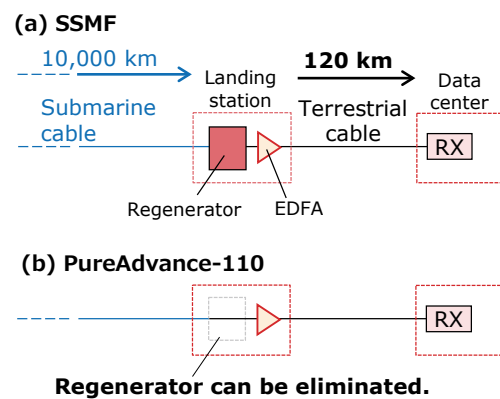 (a) SSMF
10,000 km
Landing
station
120 km
Data
center
Submarine
cable
Terrestrial
cable
RX
Regenerator
EDFA
(b) PureAdvance-110
RX
Regenerator can be eliminated.